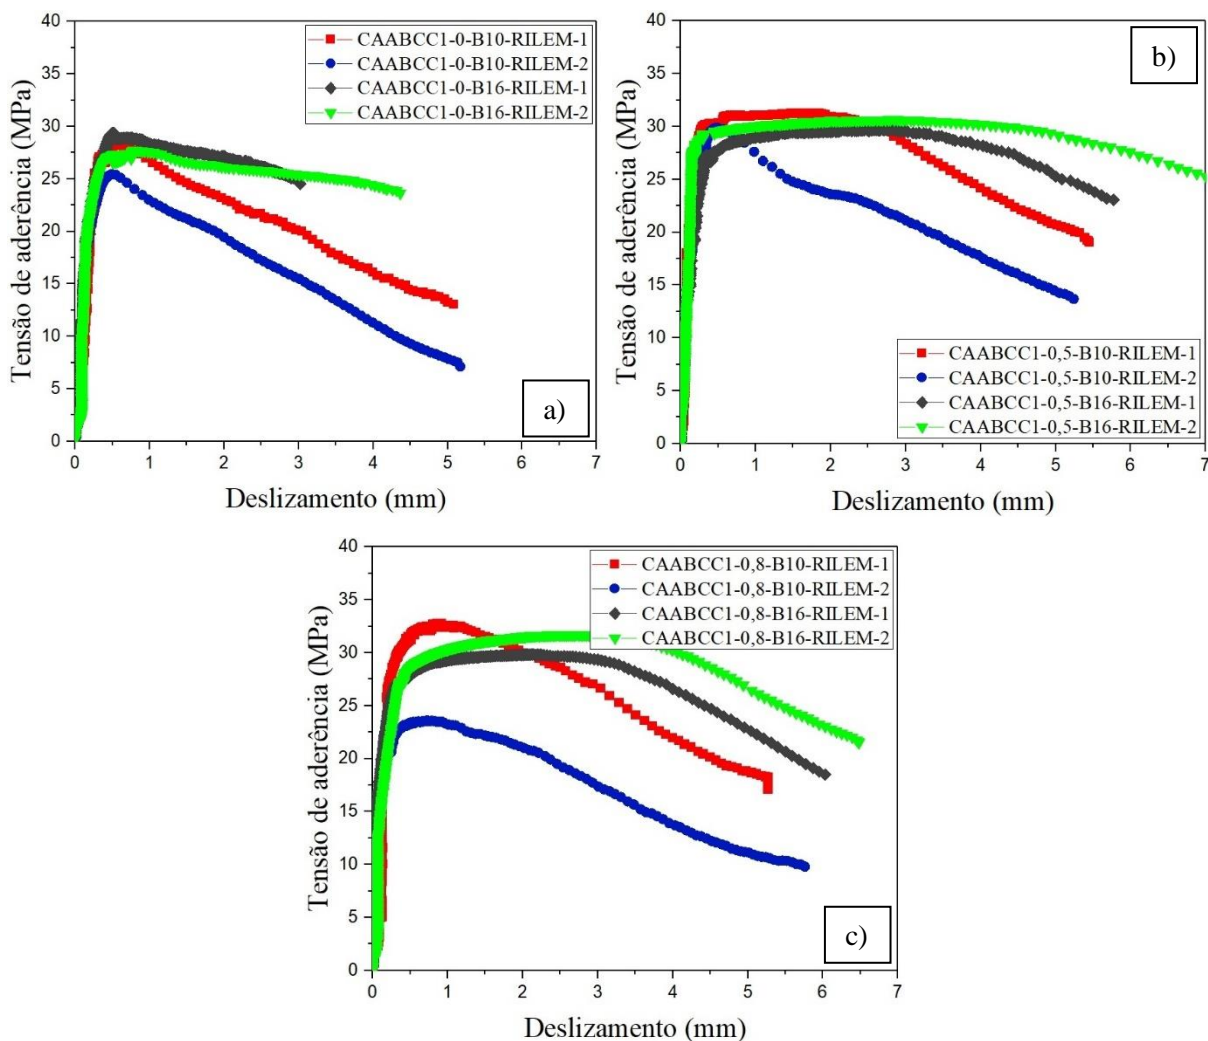 40
35
30
25
20
15
10
5
0
Tensão de aderência (MPa)
CAABCC1-0-B10-RILEM-1
CAABCC1-0-B10-RILEM-2
CAABCC1-0-B16-RILEM-1
CAABCC1-0-B16-RILEM-2
a)
0 1 2 3 4 5 6 7
Deslizamento (mm)
40
35
30
25
20
15
10
5
0
Tensão de aderência (MPa)
b)
CAABCC1-0,5-B10-RILEM-1
CAABCC1-0,5-B10-RILEM-2
CAABCC1-0,5-B16-RILEM-1
CAABCC1-0,5-B16-RILEM-2
0 1 2 3 4 5 6 7
Deslizamento (mm)
40
35
30
25
20
15
10
5
0
Tensão de aderência (MPa)
CAABCC1-0,8-B10-RILEM-1
CAABCC1-0,8-B10-RILEM-2
CAABCC1-0,8-B16-RILEM-1
CAABCC1-0,8-B16-RILEM-2
c)
0 1 2 3 4 5 6 7
Deslizamento (mm)